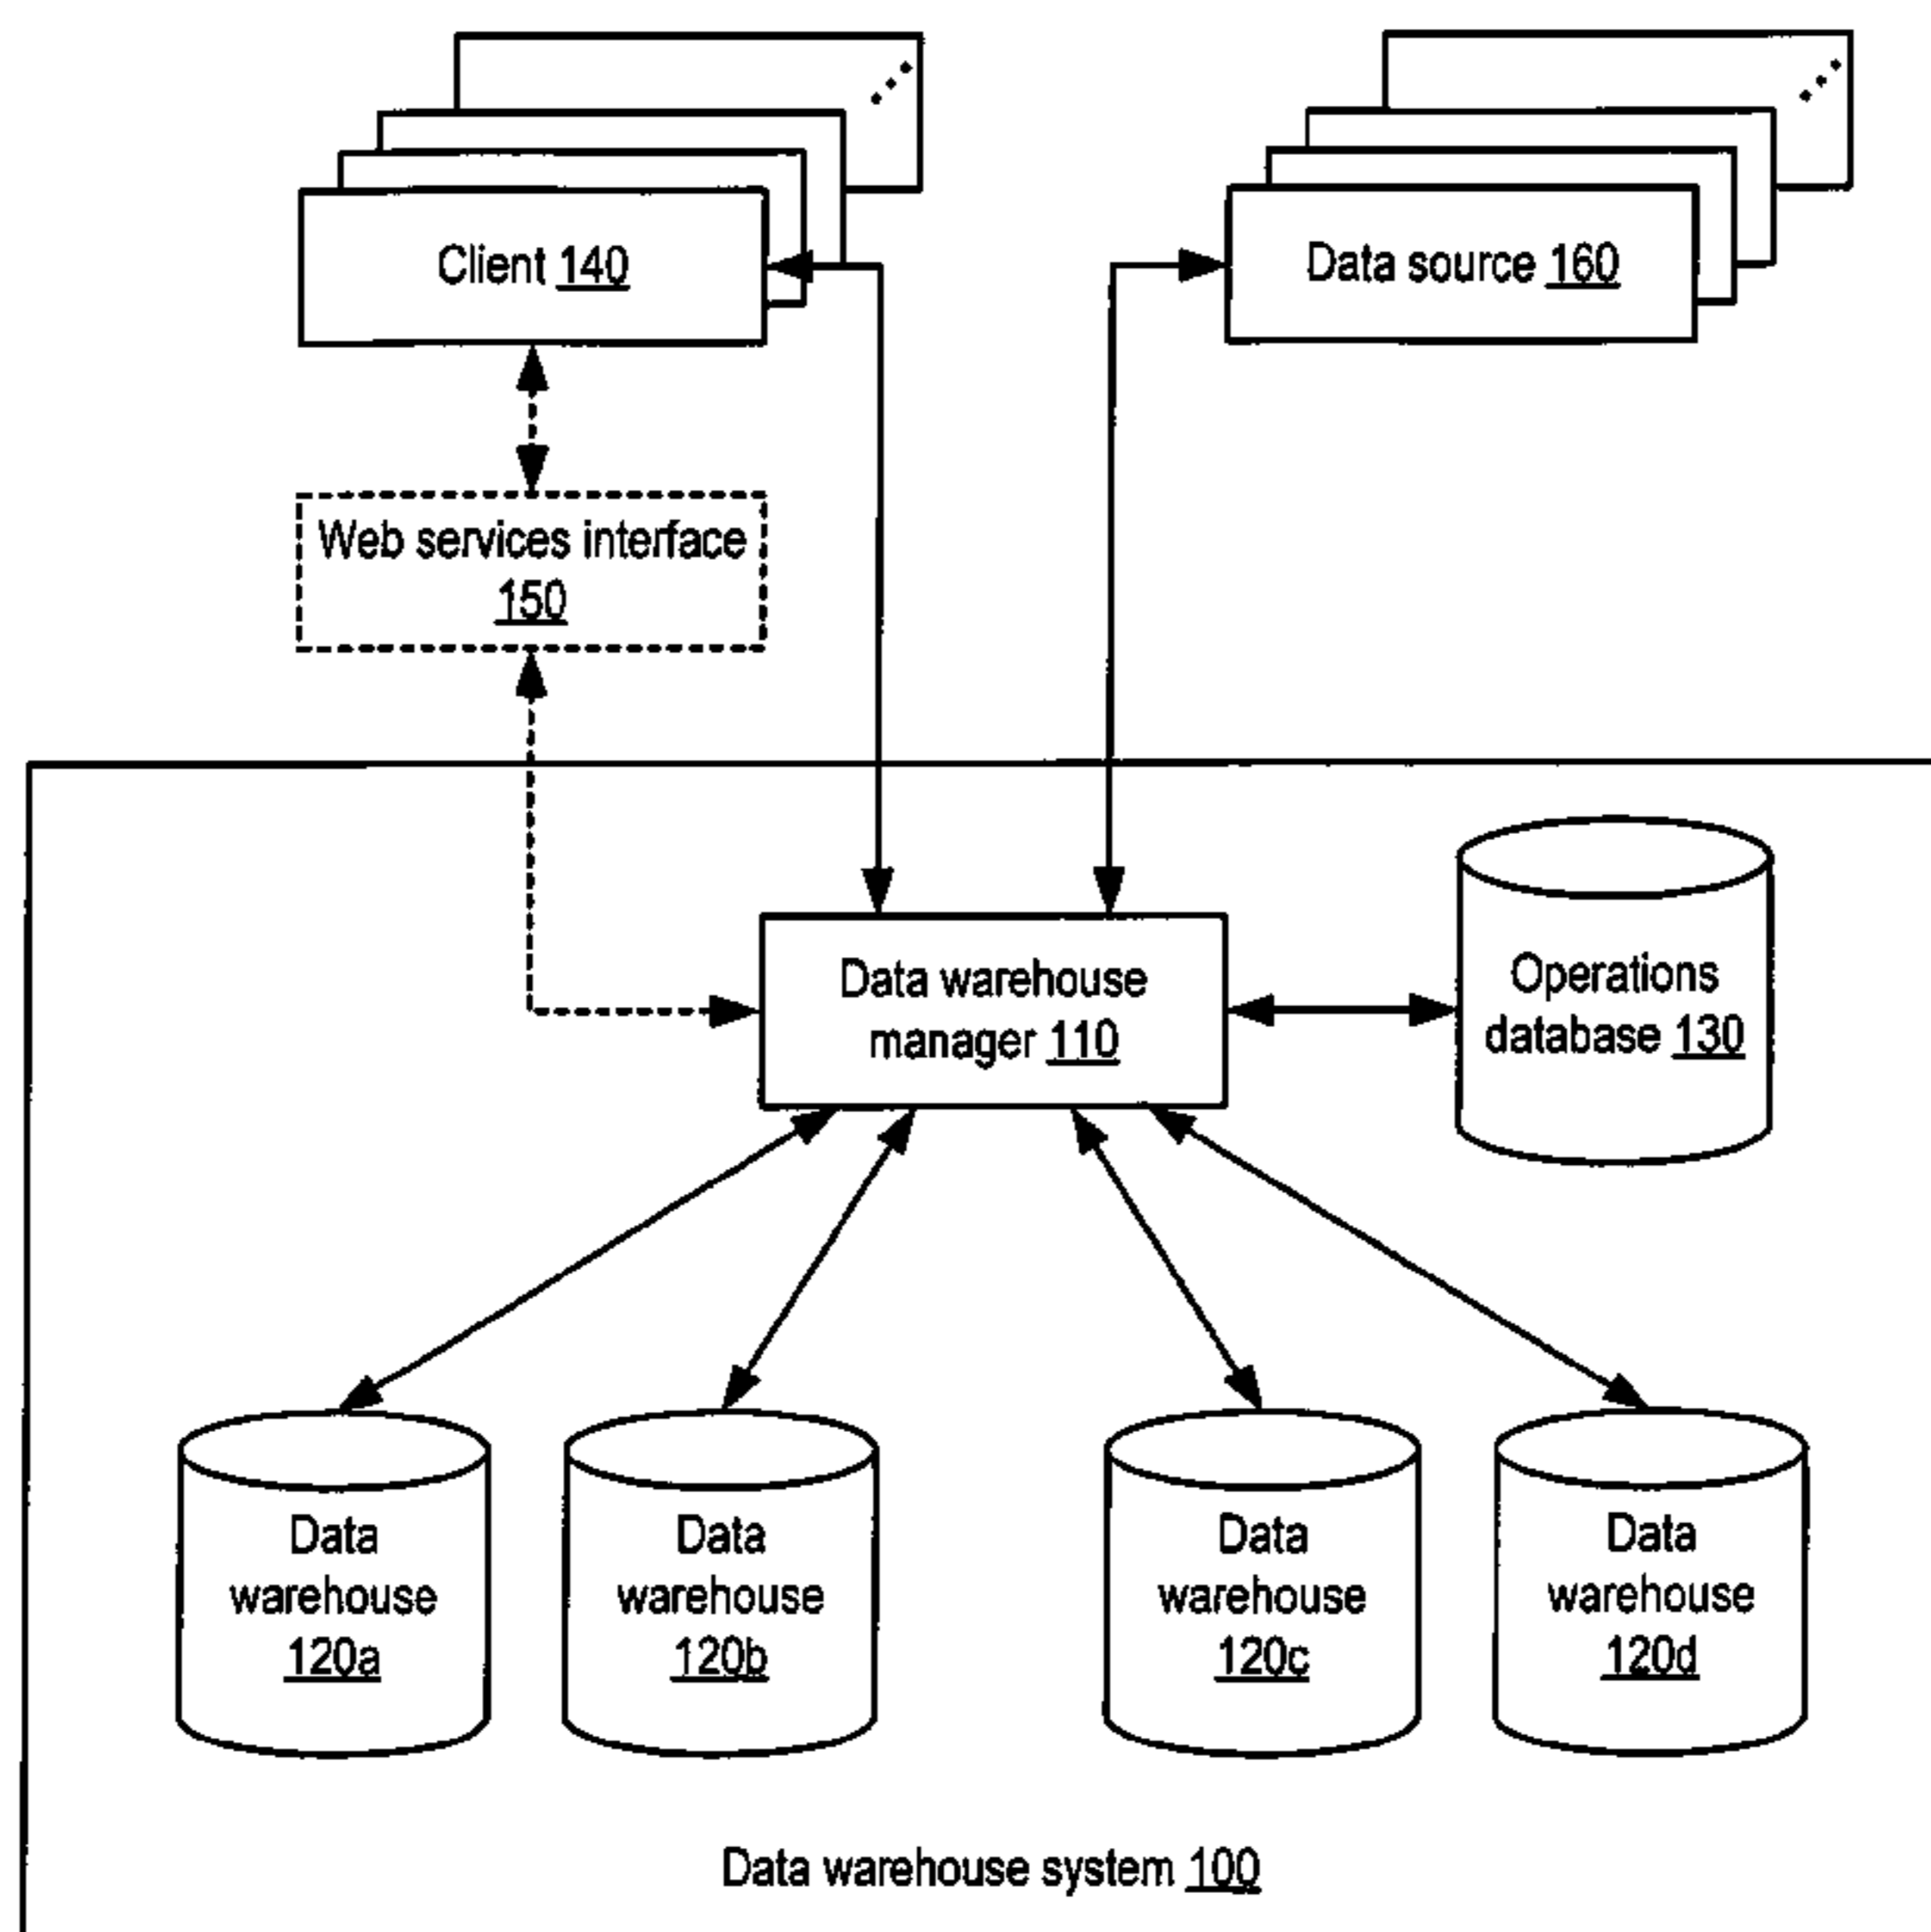 Client 140
Data source 160
Web services interface
150
Data warehouse
manager 110
Operations
database 130
Data
warehouse
120a
Data
warehouse
120b
Data
warehouse
120c
Data
warehouse
120d
Data warehouse system 100